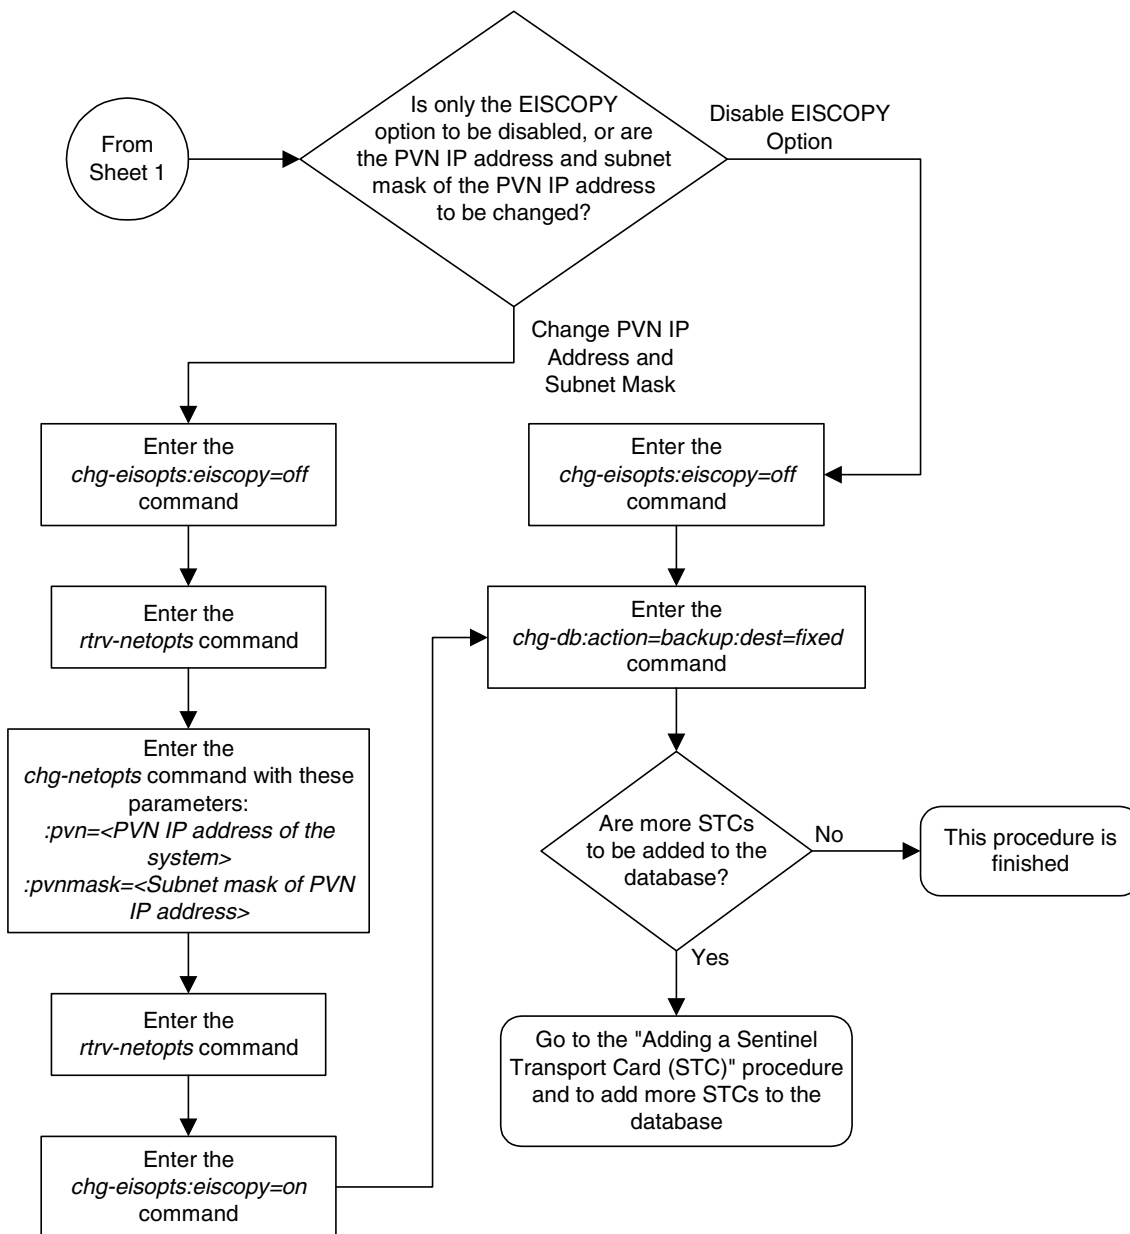 From
Sheet 1
Is only the EISCOPY
option to be disabled, or are
the PVN IP address and subnet
mask of the PVN IP address
to be changed?
Disable EISCOPY
Option
Change PVN IP
Address and
Subnet Mask
Enter the
chg-eisopts:eiscopy=off
command
Enter the
rtrv-netopts command
Enter the
chg-netopts command with these
parameters:
:pvn=<PVN IP address of the
system>
:pvnmask=<Subnet mask of PVN
IP address>
Enter the
rtrv-netopts command
Enter the
chg-eisopts:eiscopy=on
command
Enter the
chg-eisopts:eiscopy=off
command
Enter the
chg-db:action=backup:dest=fixed
command
Are more STCs
to be added to the
database?
No
This procedure is
finished
Yes
Go to the "Adding a Sentinel
Transport Card (STC)" procedure
and to add more STCs to the
database